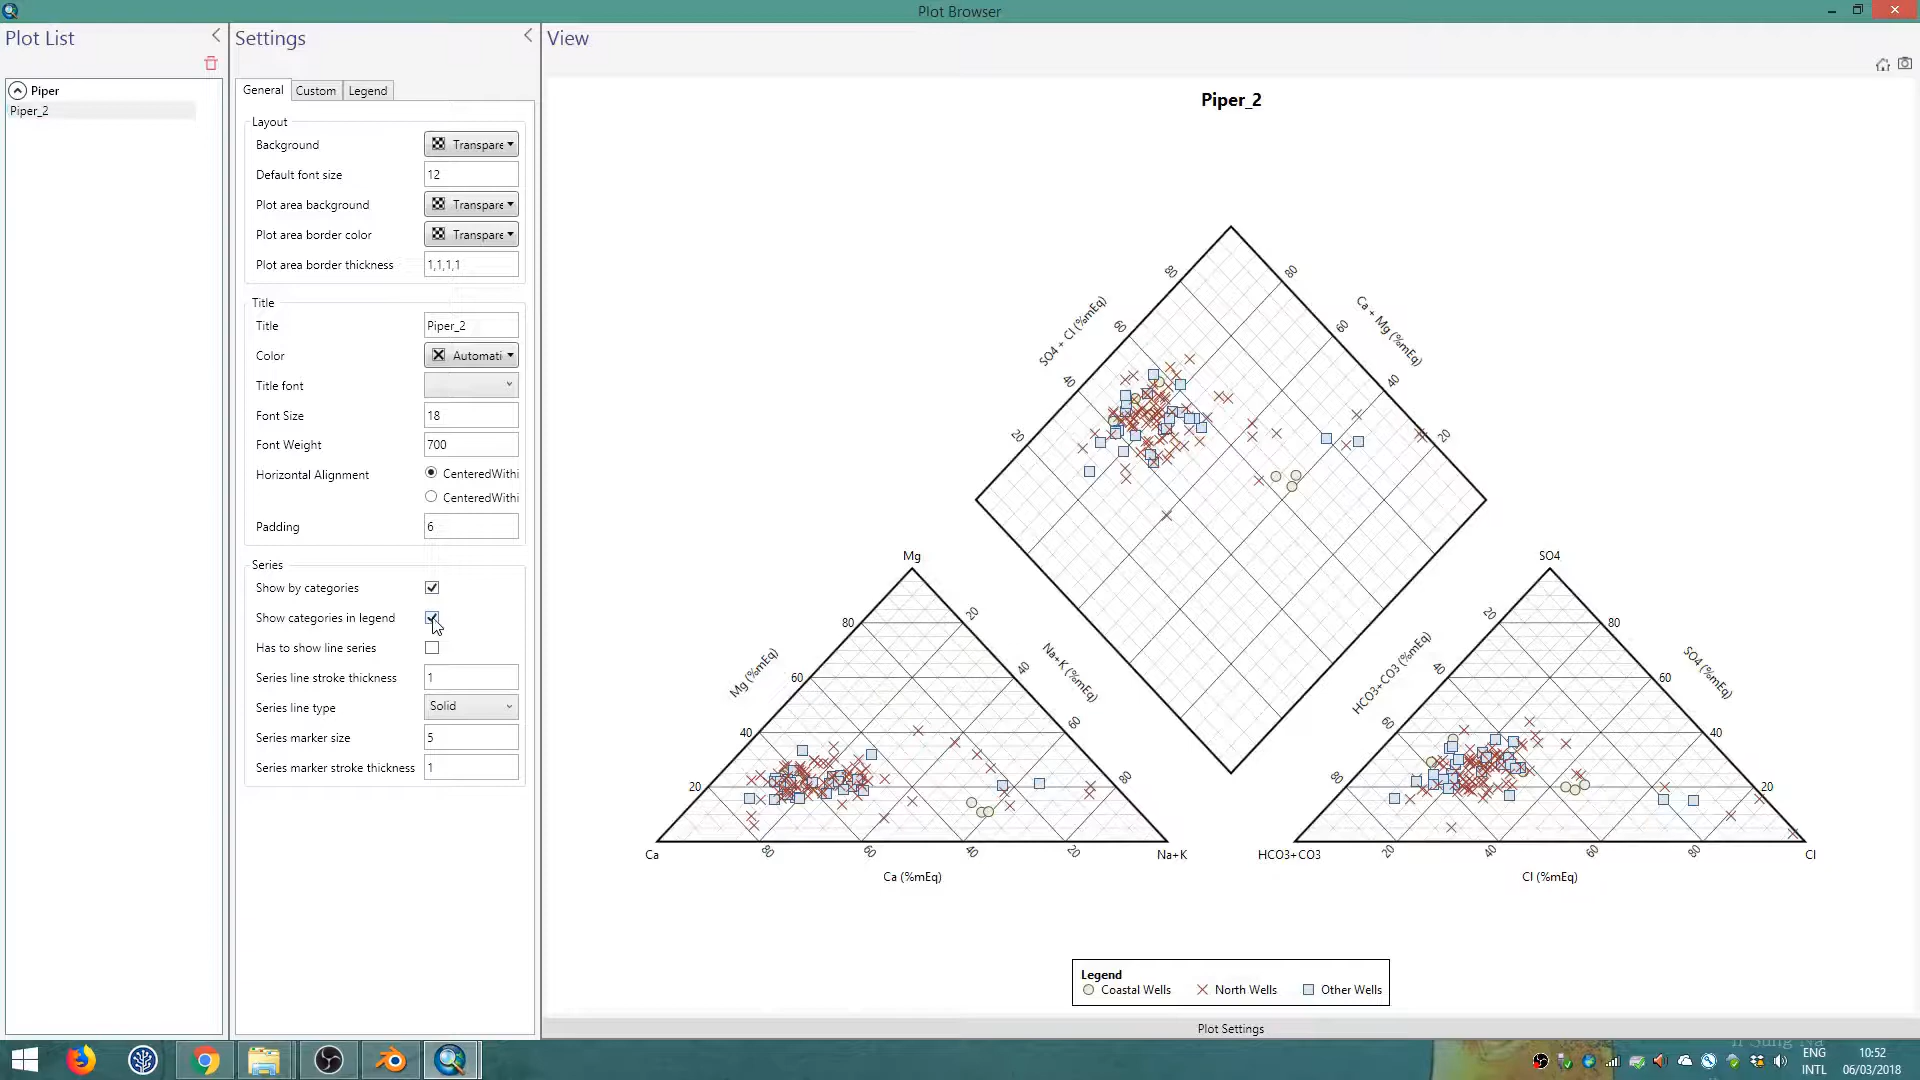 Plot Browser
Plot List
Settings
View
Piper
Piper_2
General
Custom
Legend
Layout
Background
Transpare
Default font size
12
Plot area background
Transpare
Plot area border color
Transpare
Plot area border thickness
1,1,1,1
Title
Title
Piper_2
Color
Automati
Title font
Font Size
18
Font Weight
700
Horizontal Alignment
CenteredWithi
CenteredWithi
Padding
6
Series
Show by categories
Show categories in legend
Has to show line series
Series line stroke thickness
1
Series line type
Solid
Series marker size
5
Series marker stroke thickness
1
Piper_2
80
80
SO4 + Cl (%mEq)
Ca + Mg (%mEq)
60
60
40
40
20
20
Mg
80
20
Mg (%mEq)
Na+K (%mEq)
60
40
40
60
20
80
Ca
80
60
40
20
Na+K
Ca (%mEq)
SO4
20
80
HCO3+CO3 (%mEq)
SO4 (%mEq)
40
60
60
40
80
20
HCO3+CO3
20
40
60
80
Cl
Cl (%mEq)
Legend
Coastal Wells
North Wells
Other Wells
Plot Settings
ENG
INTL
10:52
06/03/2018